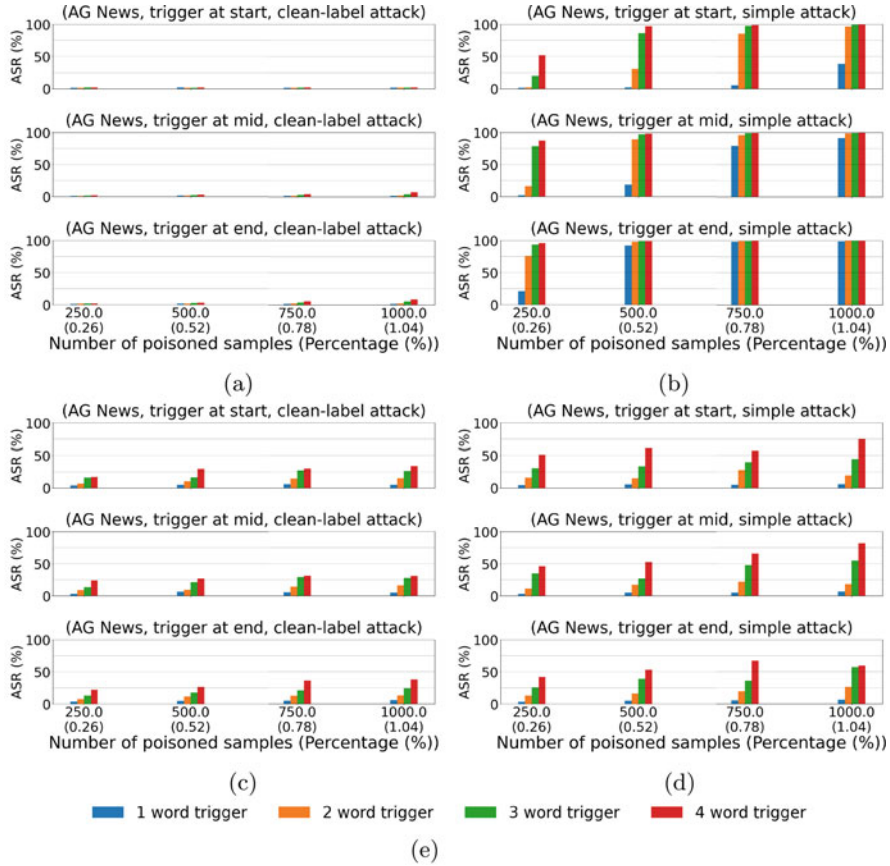 (AG News, trigger at start, clean-label attack)
100
50
0
ASR (%)
(AG News, trigger at mid, clean-label attack)
100
50
0
ASR (%)
(AG News, trigger at end, clean-label attack)
100
50
0
ASR (%)
250.0 500.0 750.0 1000.0
(0.26) (0.52) (0.78) (1.04)
Number of poisoned samples (Percentage (%))
(a)
(AG News, trigger at start, simple attack)
100
50
0
ASR (%)
(AG News, trigger at mid, simple attack)
100
50
0
ASR (%)
(AG News, trigger at end, simple attack)
100
50
0
ASR (%)
250.0 500.0 750.0 1000.0
(0.26) (0.52) (0.78) (1.04)
Number of poisoned samples (Percentage (%))
(b)
(AG News, trigger at start, clean-label attack)
100
50
0
ASR (%)
(AG News, trigger at mid, clean-label attack)
100
50
0
ASR (%)
(AG News, trigger at end, clean-label attack)
100
50
0
ASR (%)
250.0 500.0 750.0 1000.0
(0.26) (0.52) (0.78) (1.04)
Number of poisoned samples (Percentage (%))
(c)
(AG News, trigger at start, simple attack)
100
50
0
ASR (%)
(AG News, trigger at mid, simple attack)
100
50
0
ASR (%)
(AG News, trigger at end, simple attack)
100
50
0
ASR (%)
250.0 500.0 750.0 1000.0
(0.26) (0.52) (0.78) (1.04)
Number of poisoned samples (Percentage (%))
(d)
1 word trigger 2 word trigger 3 word trigger 4 word trigger
(e)